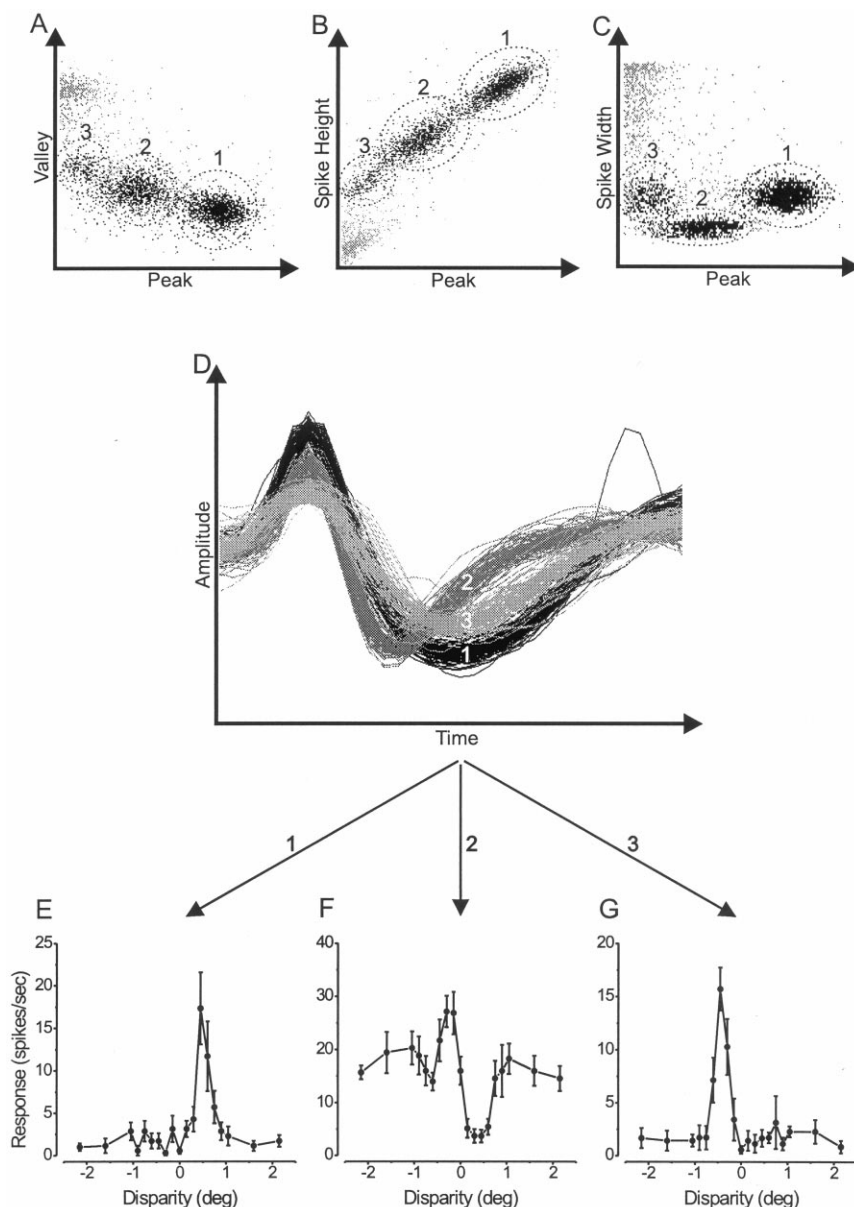 A
B
C
Valley
Peak
3
2
1
Spike Height
Peak
3
2
1
Spike Width
Peak
3
2
1
D
Amplitude
Time
2
3
1
1
2
3
E
F
G
Response (spikes/sec)
25
20
15
10
5
0
-2
-1
0
1
2
Disparity (deg)
40
30
20
10
0
-2
-1
0
1
2
Disparity (deg)
20
15
10
5
0
-2
-1
0
1
2
Disparity (deg)